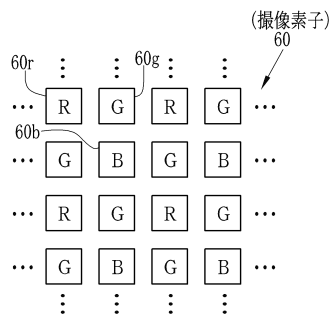 (撮像素子)
60
60r
60g
… R G R G …
60b
… G B G B …
… R G R G …
… G B G B …